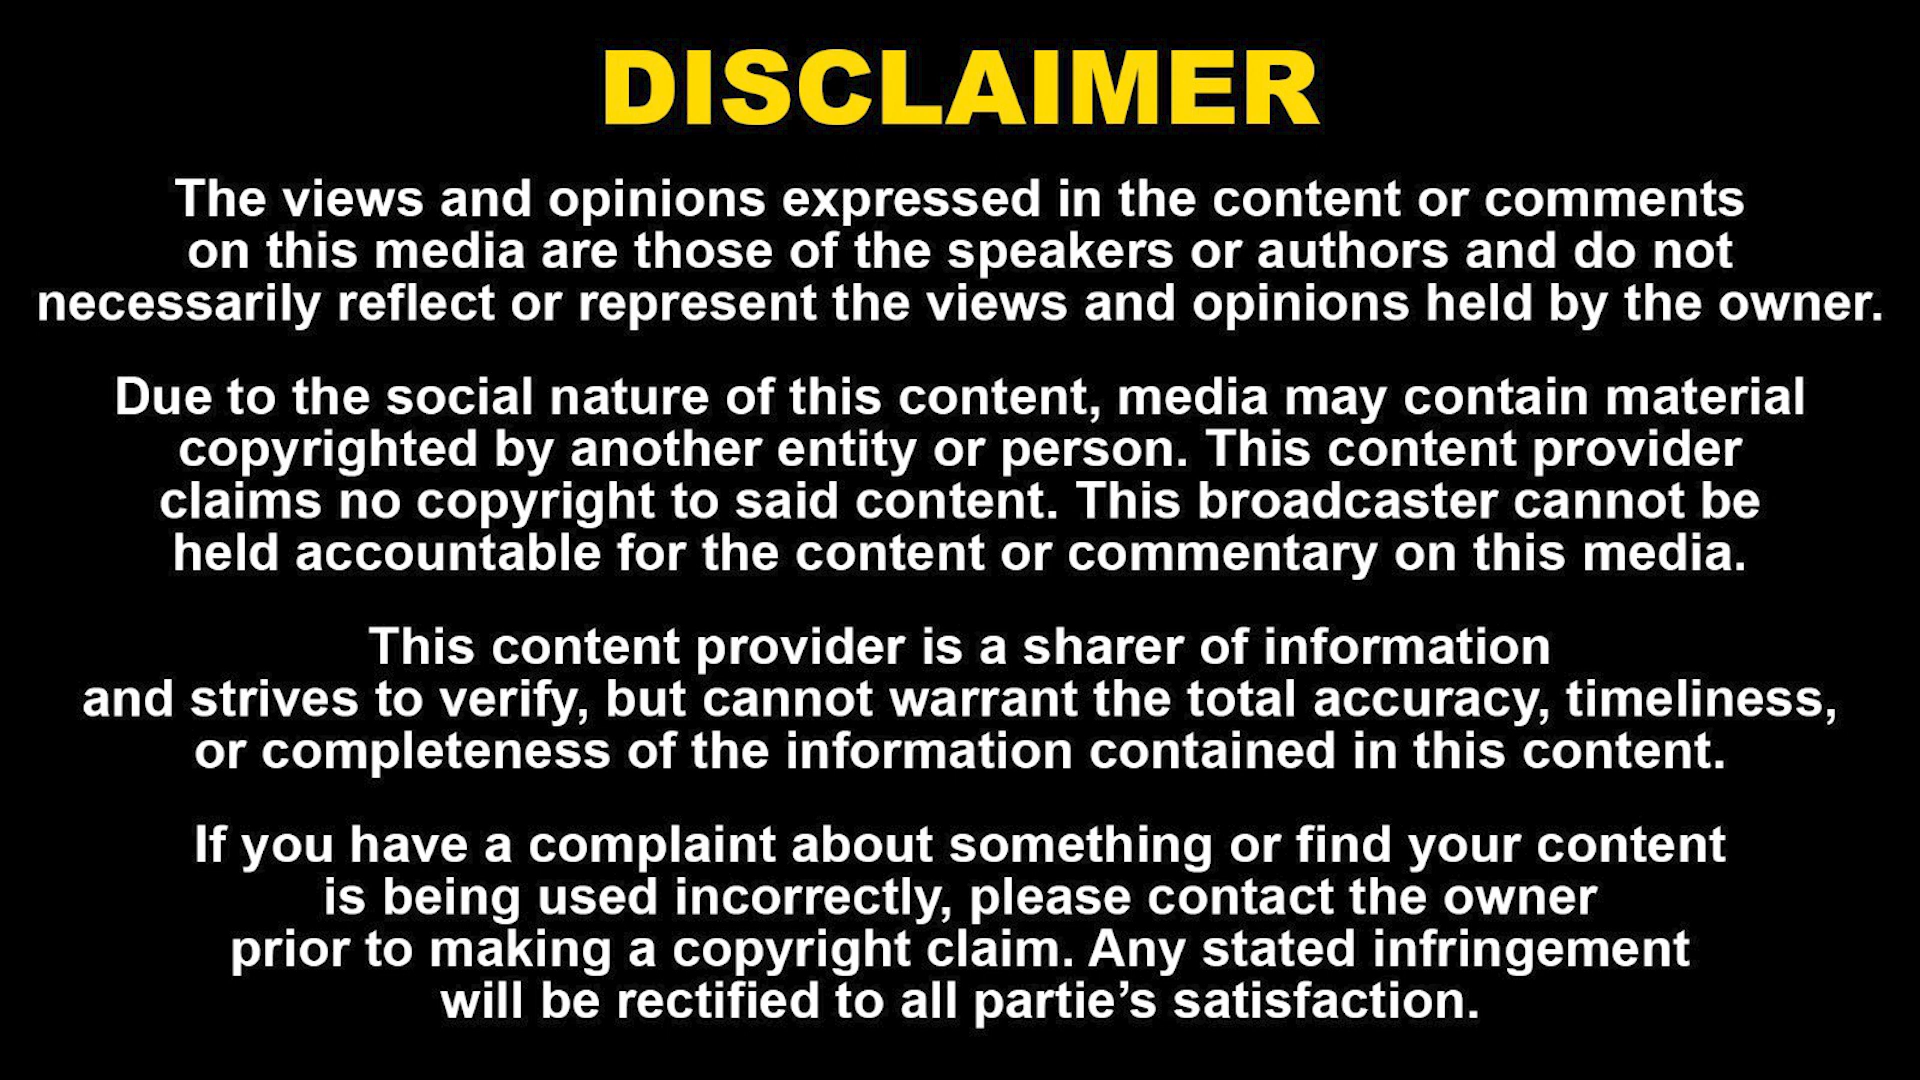 DISCLAIMER
The views and opinions expressed in the content or comments
on this media are those of the speakers or authors and do not
necessarily reflect or represent the views and opinions held by the owner.
Due to the social nature of this content, media may contain material
copyrighted by another entity or person. This content provider
claims no copyright to said content. This broadcaster cannot be
held accountable for the content or commentary on this media.
This content provider is a sharer of information
and strives to verify, but cannot warrant the total accuracy, timeliness,
or completeness of the information contained in this content.
If you have a complaint about something or find your content
is being used incorrectly, please contact the owner
prior to making a copyright claim. Any stated infringement
will be rectified to all partie’s satisfaction.